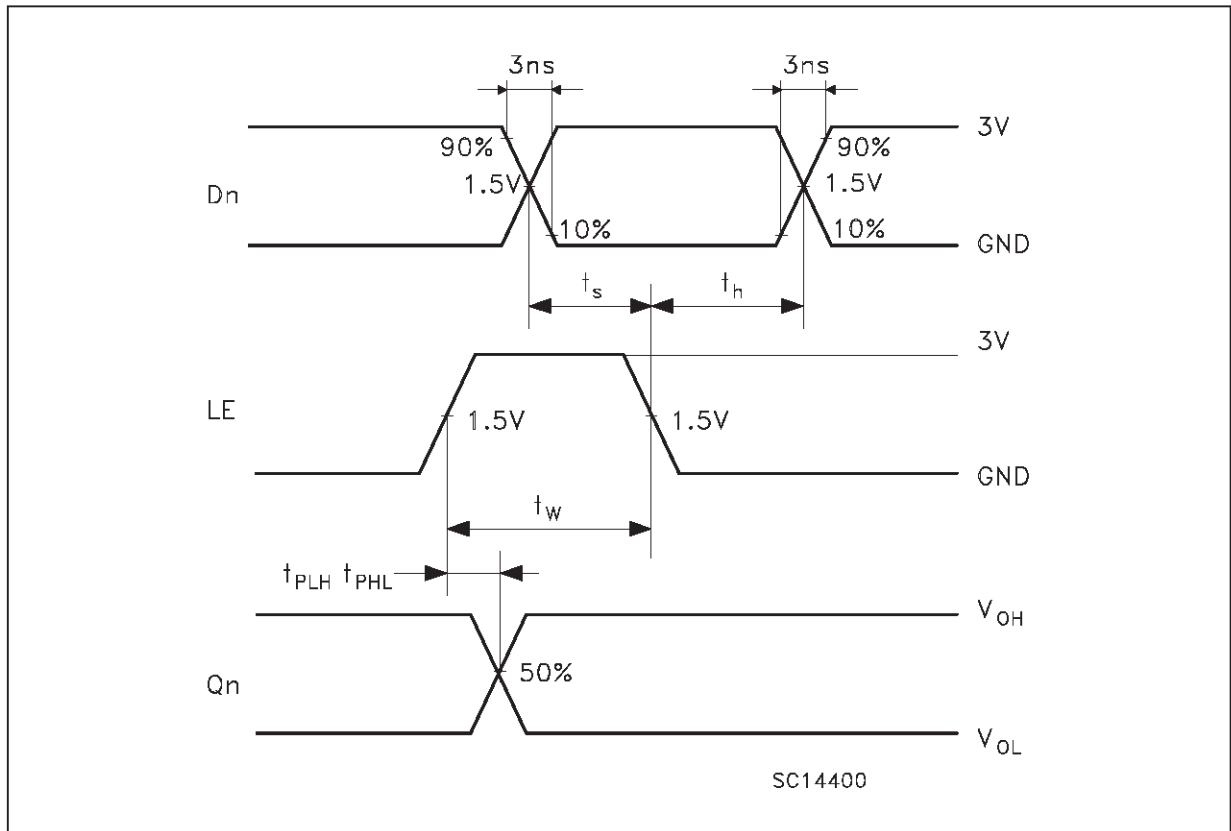 3ns 3ns
3V
90% 90%
Dn 1.5V 1.5V
10% 10%
GND
ts th
3V
LE 1.5V 1.5V
GND
tW
tPLH tPHL
VOH
Qn 50%
VOL
SC14400